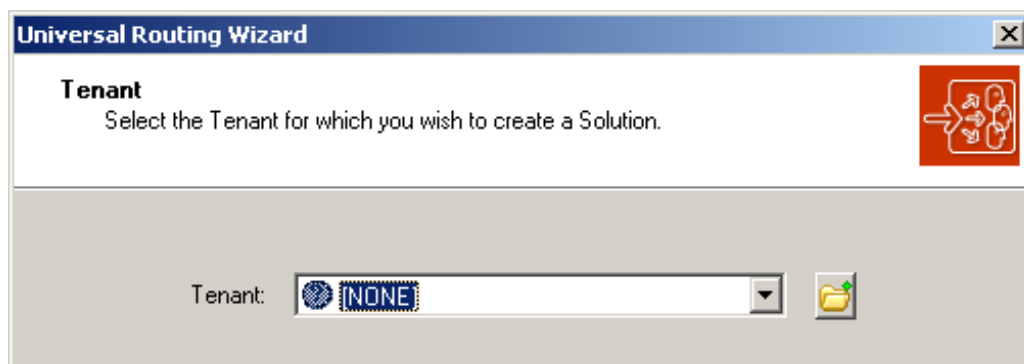 Universal Routing Wizard
Tenant
Select the Tenant for which you wish to create a Solution.
Tenant: [NONE]